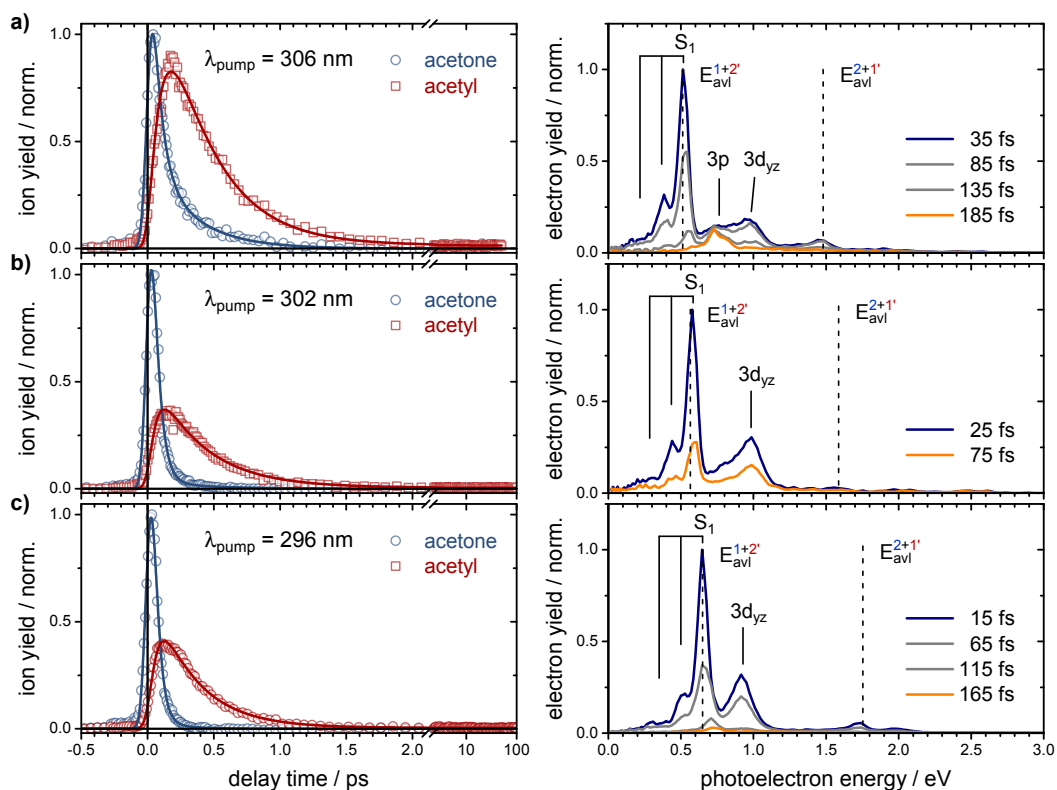 a)
λpump = 306 nm
acetone
acetyl
ion yield / norm.
1.0
0.5
0.0
S1
E1+2'avl
E2+1'avl
3p
3dyz
35 fs
85 fs
135 fs
185 fs
electron yield / norm.
1.0
0.5
0.0
b)
λpump = 302 nm
acetone
acetyl
ion yield / norm.
1.0
0.5
0.0
S1
E1+2'avl
E2+1'avl
3dyz
25 fs
75 fs
electron yield / norm.
1.0
0.5
0.0
c)
λpump = 296 nm
acetone
acetyl
ion yield / norm.
1.0
0.5
0.0
-0.5 0.0 0.5 1.0 1.5 2.0 10 100
delay time / ps
S1
E1+2'avl
E2+1'avl
3dyz
15 fs
65 fs
115 fs
165 fs
electron yield / norm.
1.0
0.5
0.0
0.0 0.5 1.0 1.5 2.0 2.5 3.0
photoelectron energy / eV